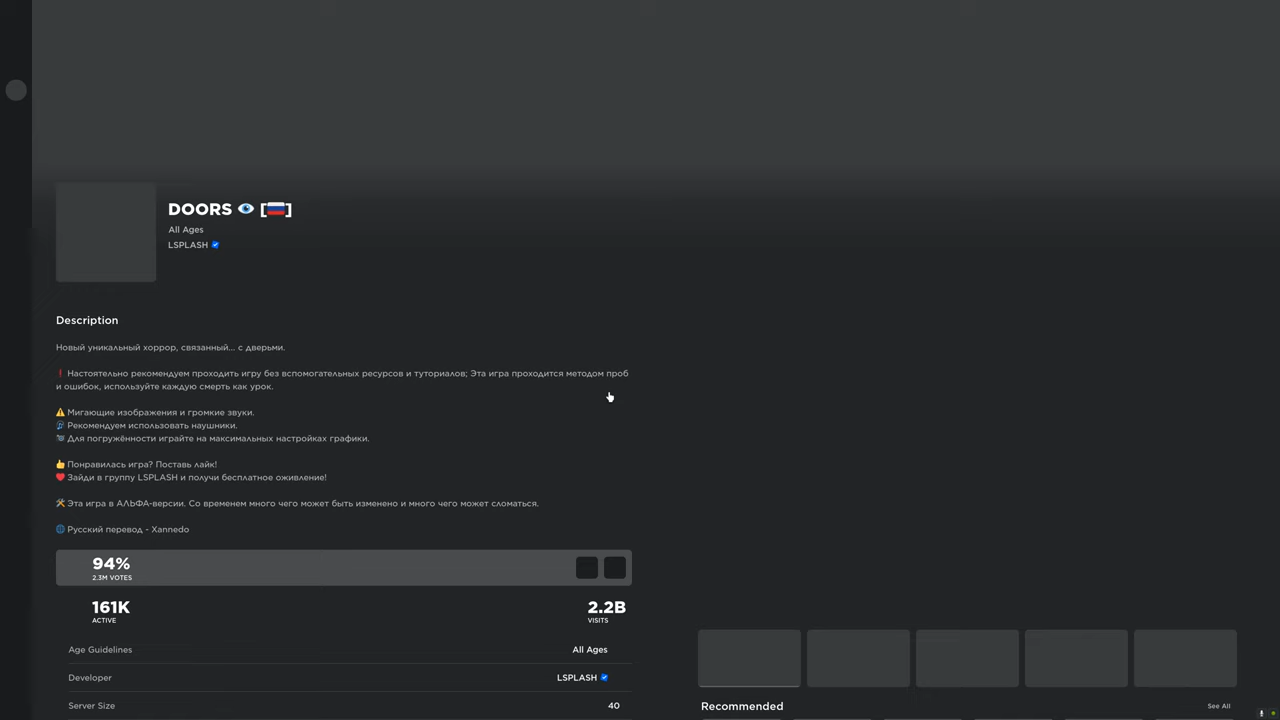 DOORS 👁 [🇷🇺]
All Ages
LSPLASH
Description
Новый уникальный хоррор, связанный... с дверьми.
❗ Настоятельно рекомендуем проходить игру без вспомогательных ресурсов и туториалов; Эта игра проходится методом проб
и ошибок, используйте каждую смерть как урок.
⚠️ Мигающие изображения и громкие звуки.
🎧 Рекомендуем использовать наушники.
Для погружённости играйте на максимальных настройках графики.
👍 Понравилась игра? Поставь лайк!
❤️ Зайди в группу LSPLASH и получи бесплатное оживление!
🛠️ Эта игра в АЛЬФА-версии. Со временем много чего может быть изменено и много чего может сломаться.
🌐 Русский перевод - Xannedo
94%
2.3M VOTES
161K
ACTIVE
2.2B
VISITS
Age Guidelines All Ages
Developer LSPLASH
Server Size 40
Recommended See All